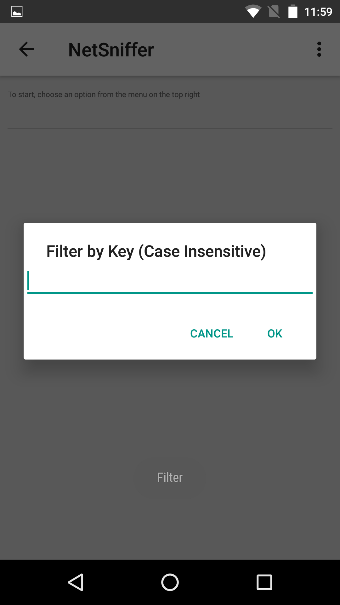 11:59
NetSniffer
To start, choose an option from the menu on the top right
Filter by Key (Case Insensitive)
CANCEL OK
Filter